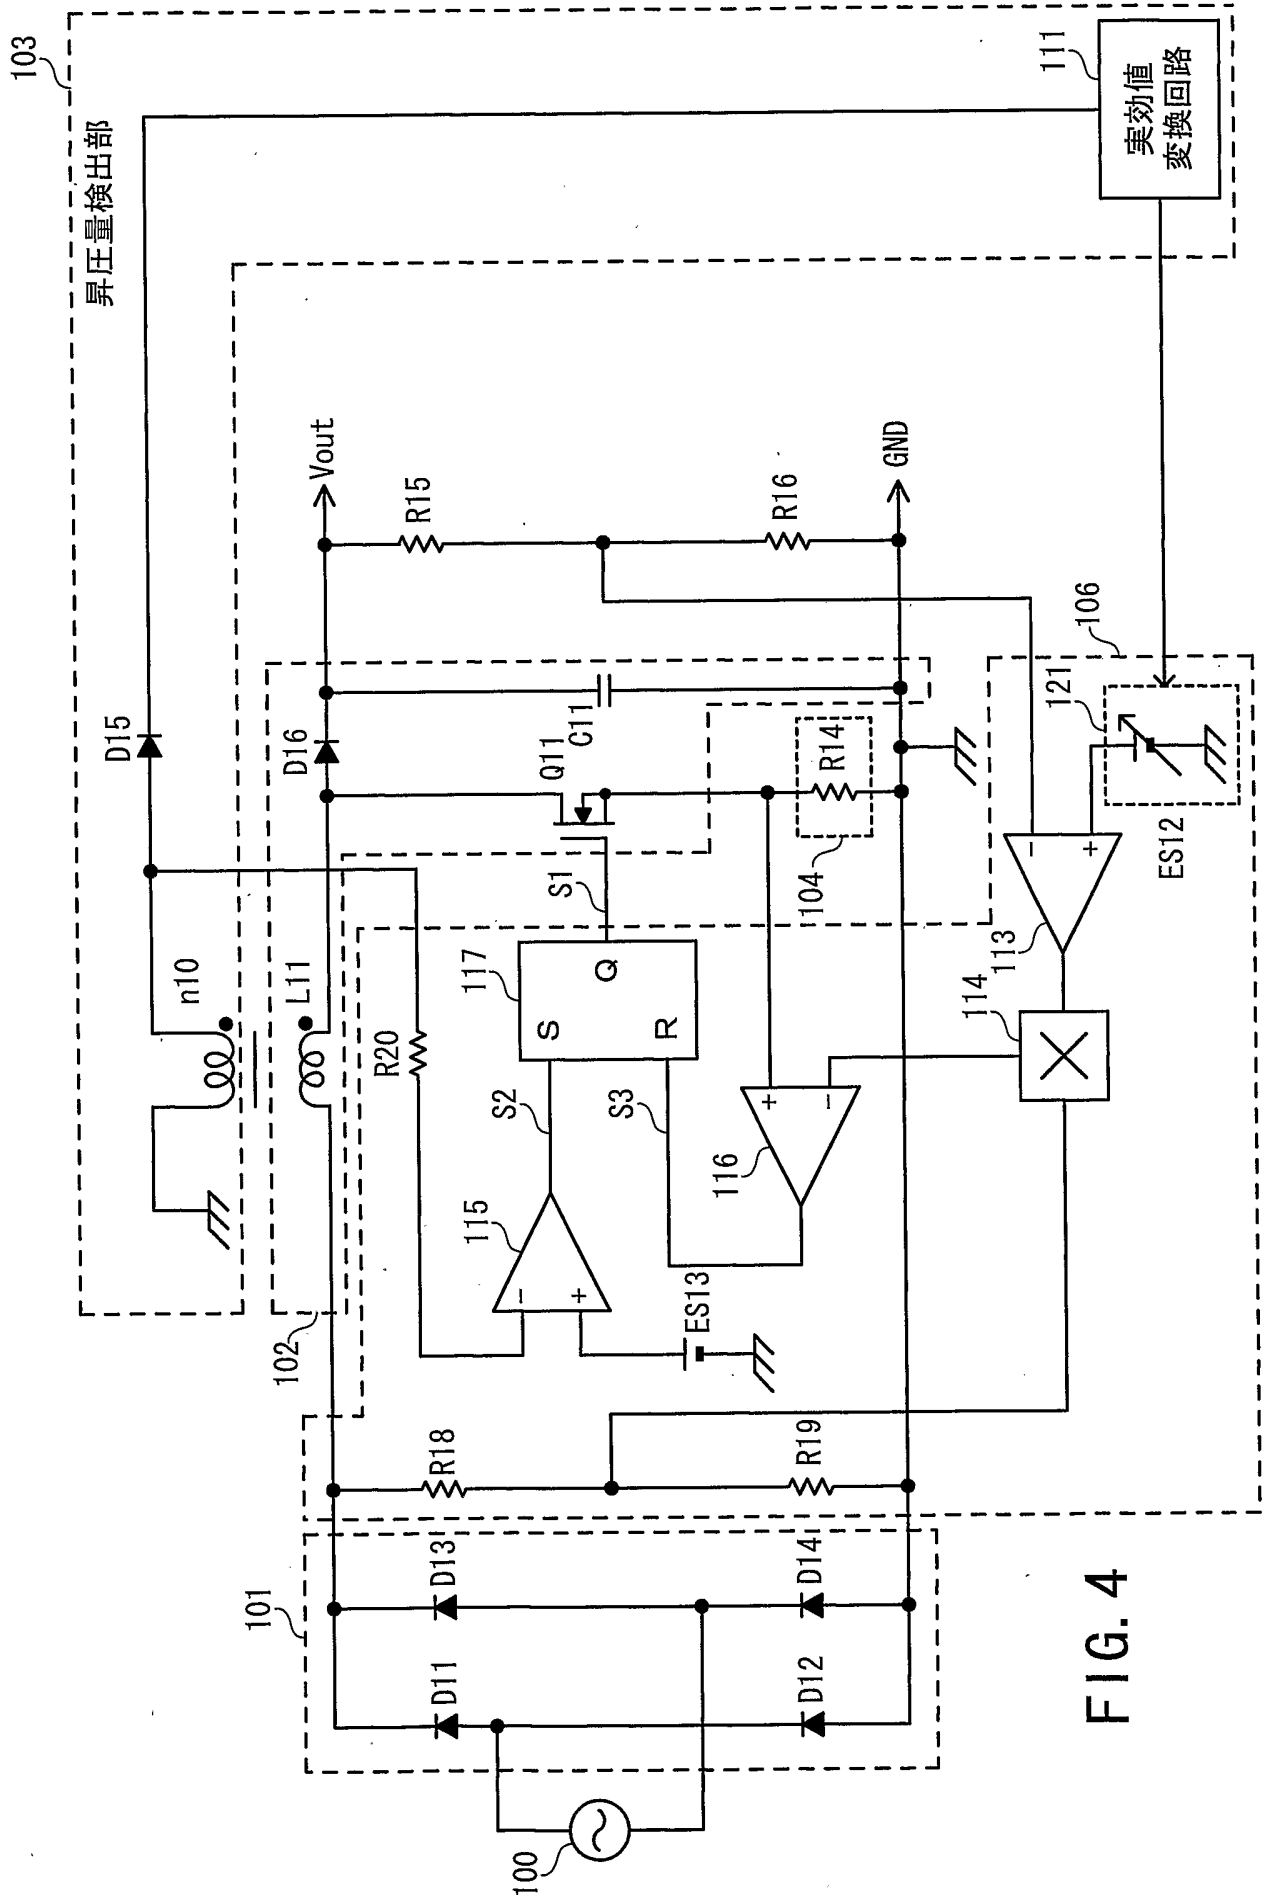 103
昇圧量検出部
111
実効値
変換回路
D15
n10
102
L11
D16
Vout
R15
R16
GND
C11
Q11
R14
104
S1
R20
117
S
Q
R
S2
S3
115
−
+
ES13
116
+
−
106
121
ES12
113
−
+
114
R18
R19
101
D11
D12
D13
D14
100
FIG. 4